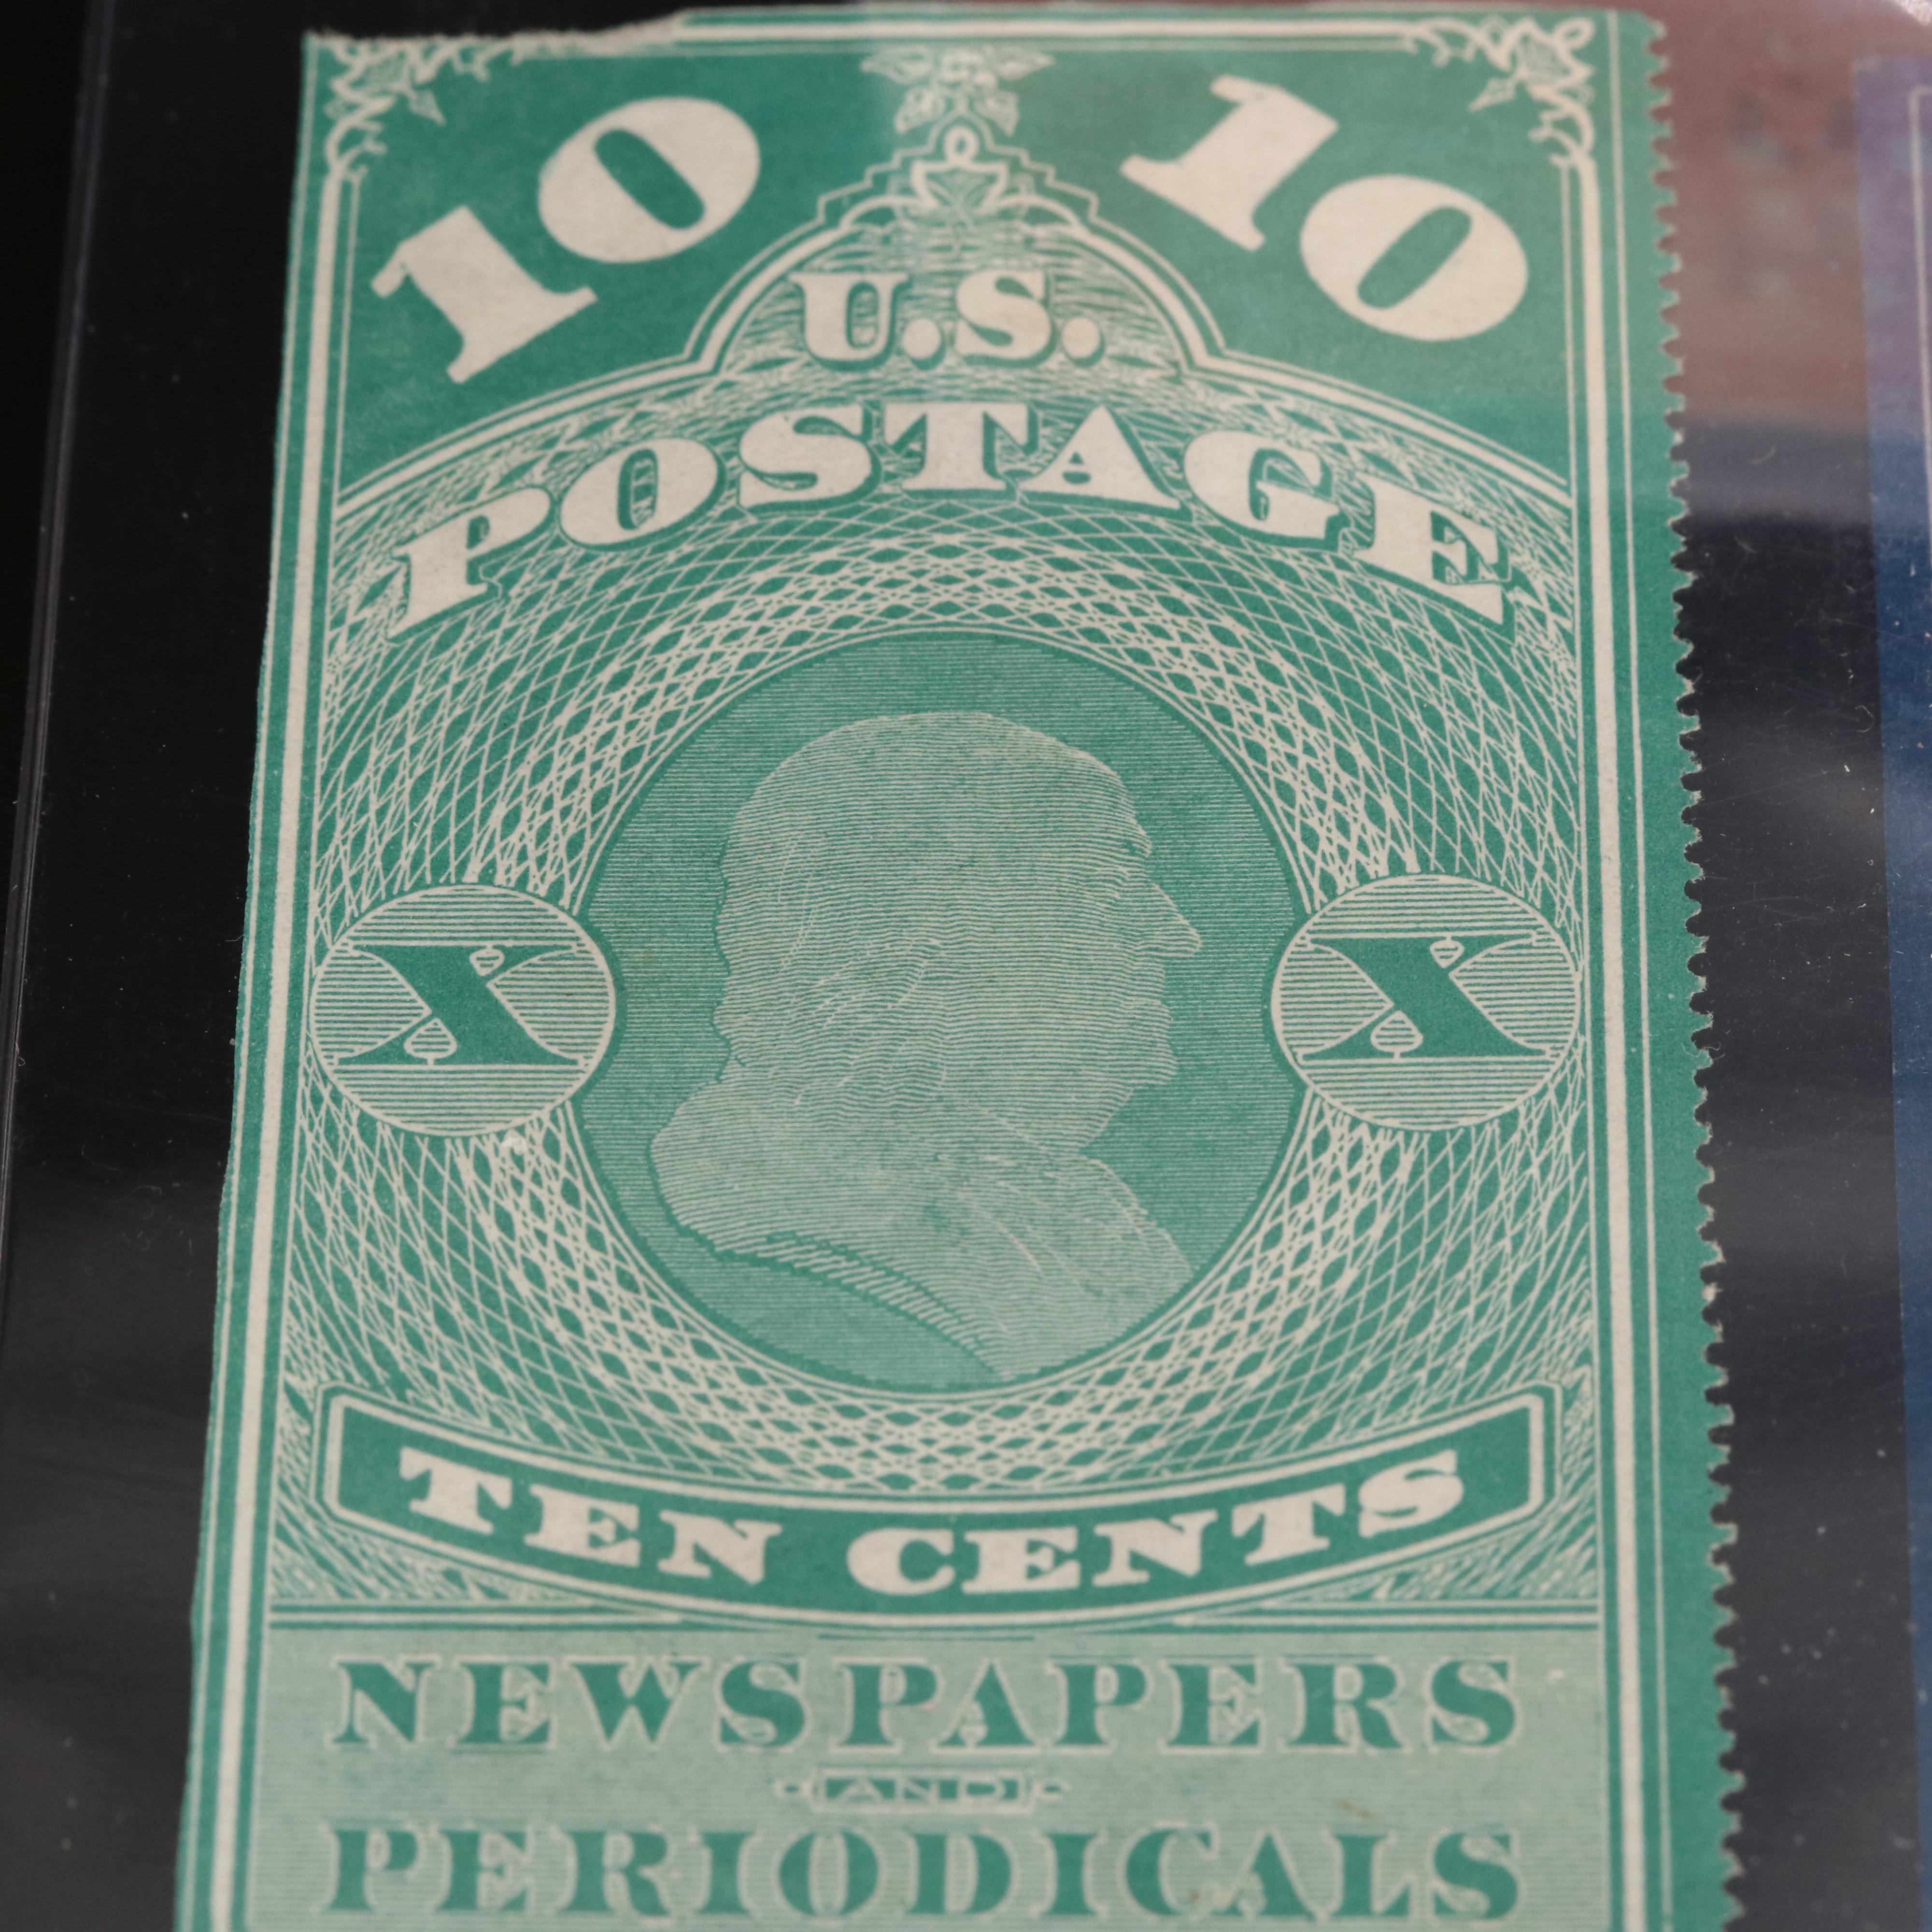 10 10
U.S.
POSTAGE
X X
TEN CENTS
NEWSPAPERS
AND
PERIODICALS